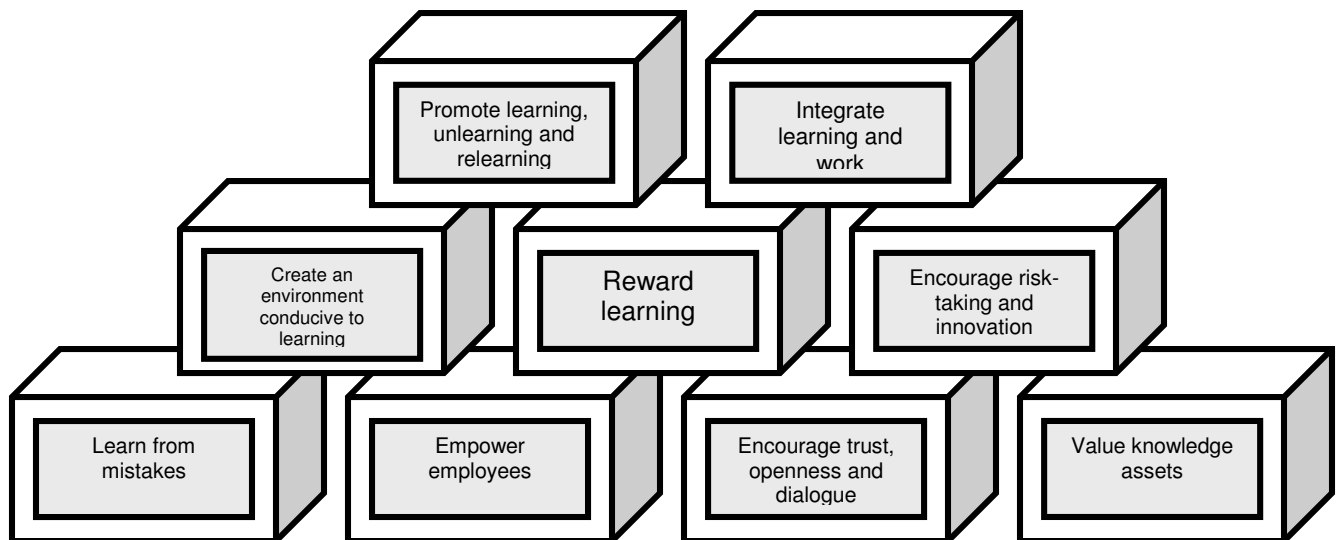 Promote learning,
unlearning and
relearning
Integrate
learning and
work
Create an
environment
conducive to
learning
Reward
learning
Encourage risk-
taking and
innovation
Learn from
mistakes
Empower
employees
Encourage trust,
openness and
dialogue
Value knowledge
assets